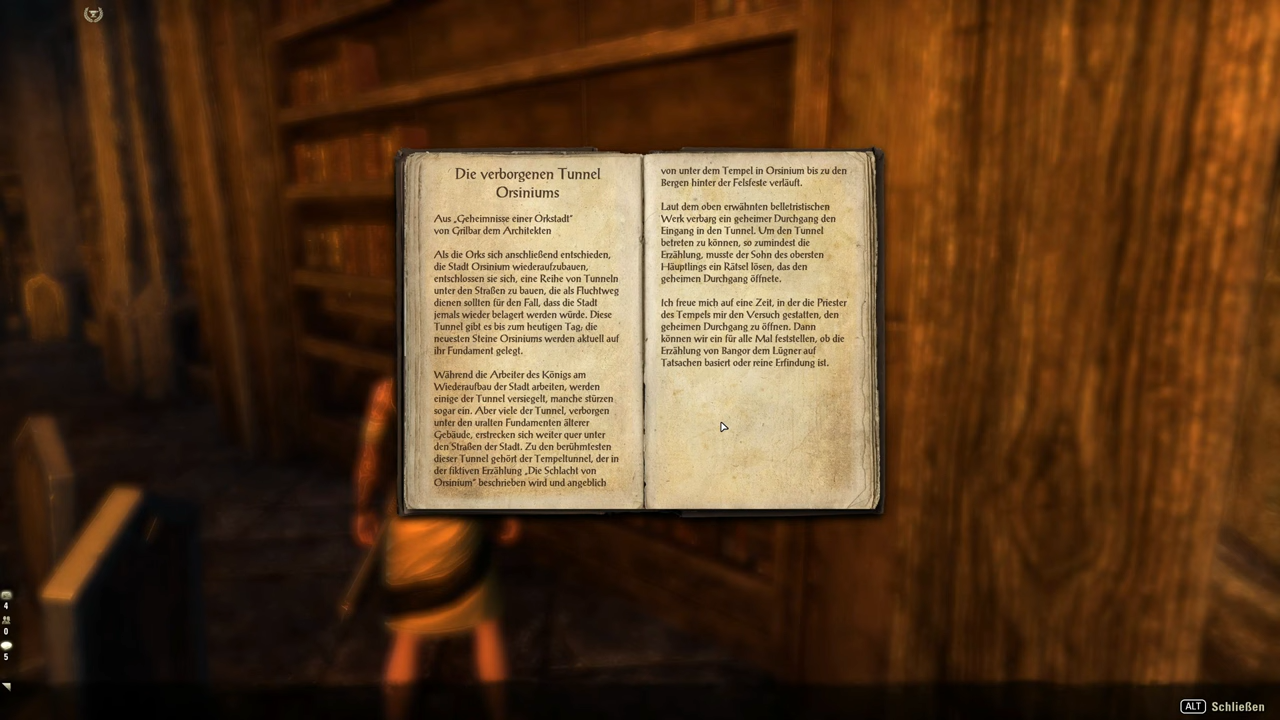 Die verborgenen Tunnel
Orsiniums
Aus „Geheimnisse einer Orkstadt“
von Grilbar dem Architekten
Als die Orks sich anschließend entschieden,
die Stadt Orsinium wiederaufzubauen,
entschlossen sie sich, eine Reihe von Tunneln
unter den Straßen zu bauen, die als Fluchtweg
dienen sollten für den Fall, dass die Stadt
jemals wieder belagert werden würde. Diese
Tunnel gibt es bis zum heutigen Tag; die
neuesten Steine Orsiniums werden aktuell auf
ihr Fundament gelegt.
Während die Arbeiter des Königs am
Wiederaufbau der Stadt arbeiten, werden
einige der Tunnel versiegelt, manche stürzen
sogar ein. Aber viele der Tunnel, verborgen
unter den uralten Fundamenten älterer
Gebäude, erstrecken sich weiter quer unter
den Straßen der Stadt. Zu den berühmtesten
dieser Tunnel gehört der Tempeltunnel, der in
der fiktiven Erzählung „Die Schlacht von
Orsinium“ beschrieben wird und angeblich
von unter dem Tempel in Orsinium bis zu den
Bergen hinter der Felsfeste verläuft.
Laut dem oben erwähnten belletristischen
Werk verbarg ein geheimer Durchgang den
Eingang in den Tunnel. Um den Tunnel
betreten zu können, so zumindest die
Erzählung, musste der Sohn des obersten
Häuptlings ein Rätsel lösen, das den
geheimen Durchgang öffnete.
Ich freue mich auf eine Zeit, in der die Priester
des Tempels mir den Versuch gestatten, den
geheimen Durchgang zu öffnen. Dann
können wir ein für alle Mal feststellen, ob die
Erzählung von Bangor dem Lügner auf
Tatsachen basiert oder reine Erfindung ist.
4
0
5
ALT Schließen